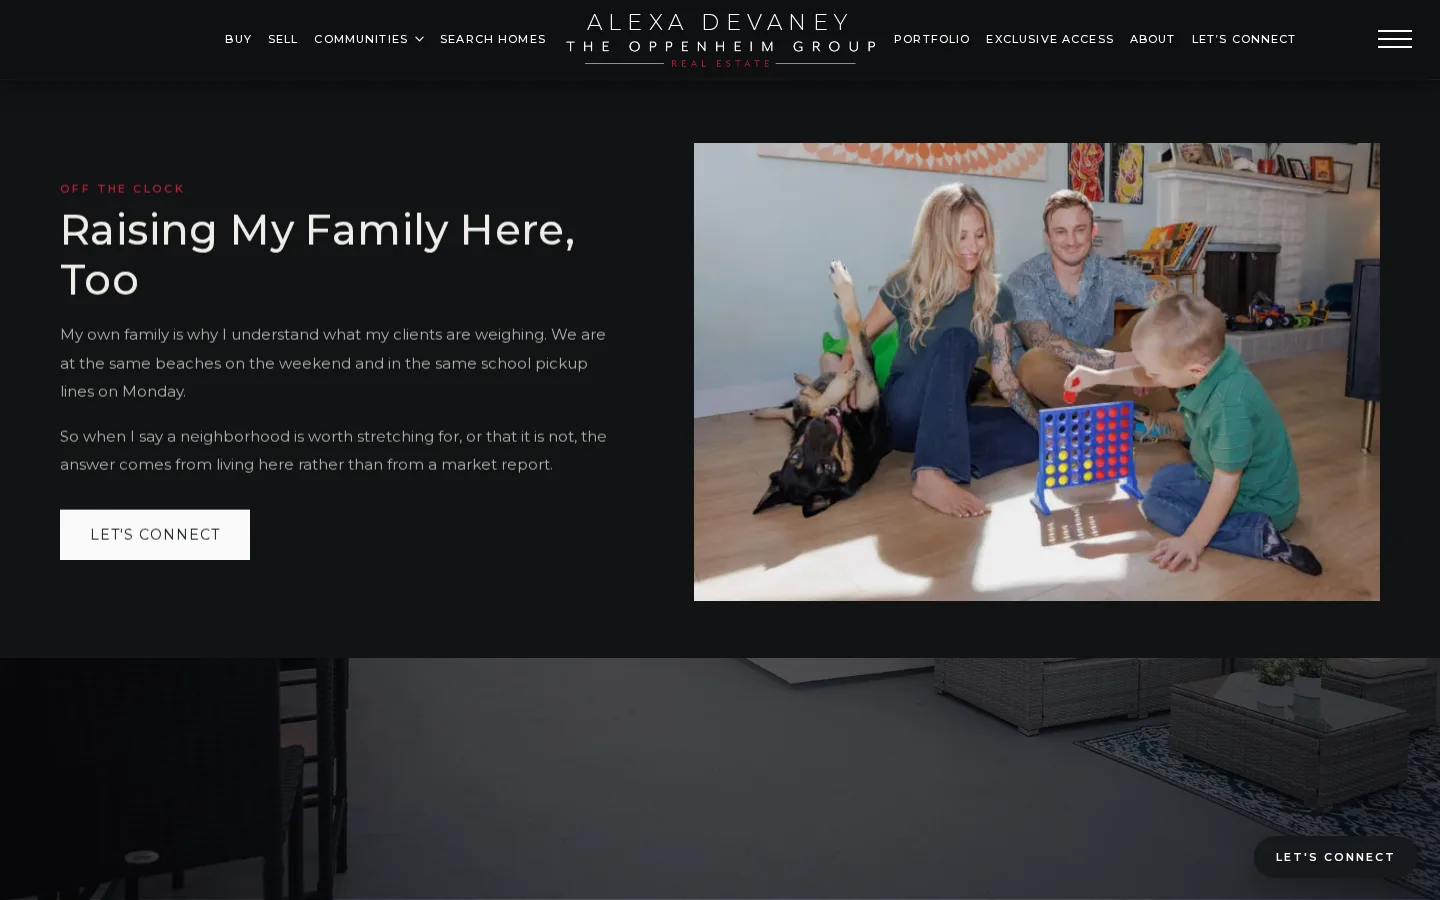 BUY SELL COMMUNITIES SEARCH HOMES
ALEXA DEVANEY
THE OPPENHEIM GROUP
REAL ESTATE
PORTFOLIO EXCLUSIVE ACCESS ABOUT LET'S CONNECT
OFF THE CLOCK
Raising My Family Here,
Too
My own family is why I understand what my clients are weighing. We are
at the same beaches on the weekend and in the same school pickup
lines on Monday.
So when I say a neighborhood is worth stretching for, or that it is not, the
answer comes from living here rather than from a market report.
LET'S CONNECT
LET'S CONNECT